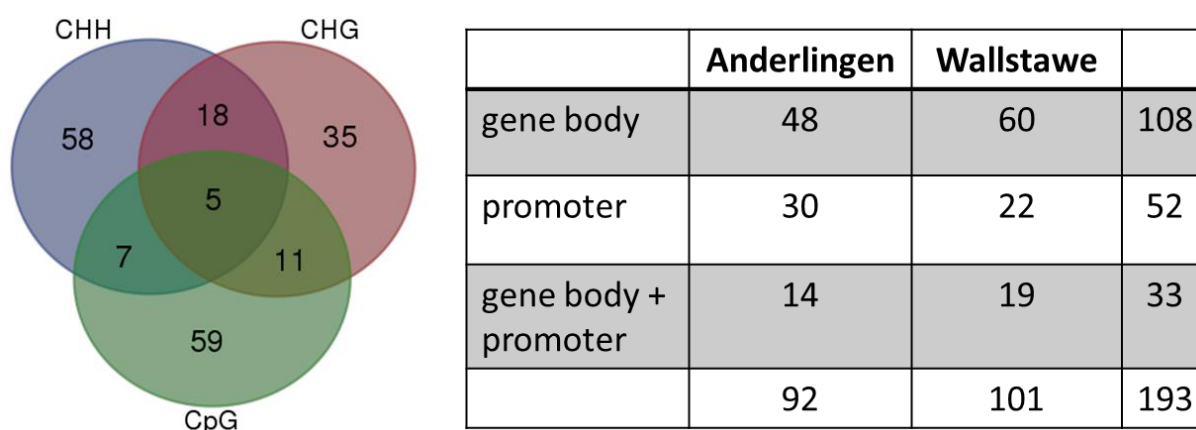 CHH CHG
58 18 35
5
7 11
59
CpG
Anderlingen Wallstawe
gene body 48 60 108
promoter 30 22 52
gene body + 14 19 33
promoter
92 101 193